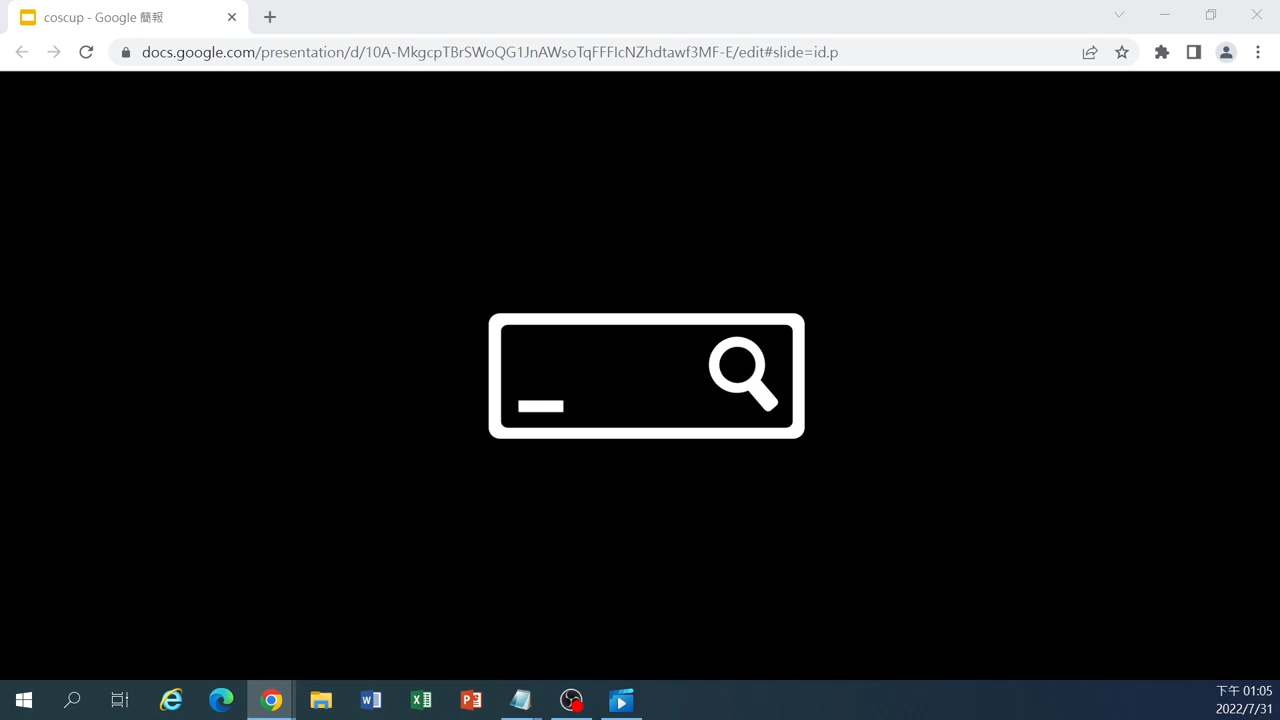 coscup - Google 簡報
docs.google.com/presentation/d/10A-MkgcpTBrSWoQG1JnAWsoTqFFFIcNZhdtawf3MF-E/edit#slide=id.p
下午 01:05
2022/7/31